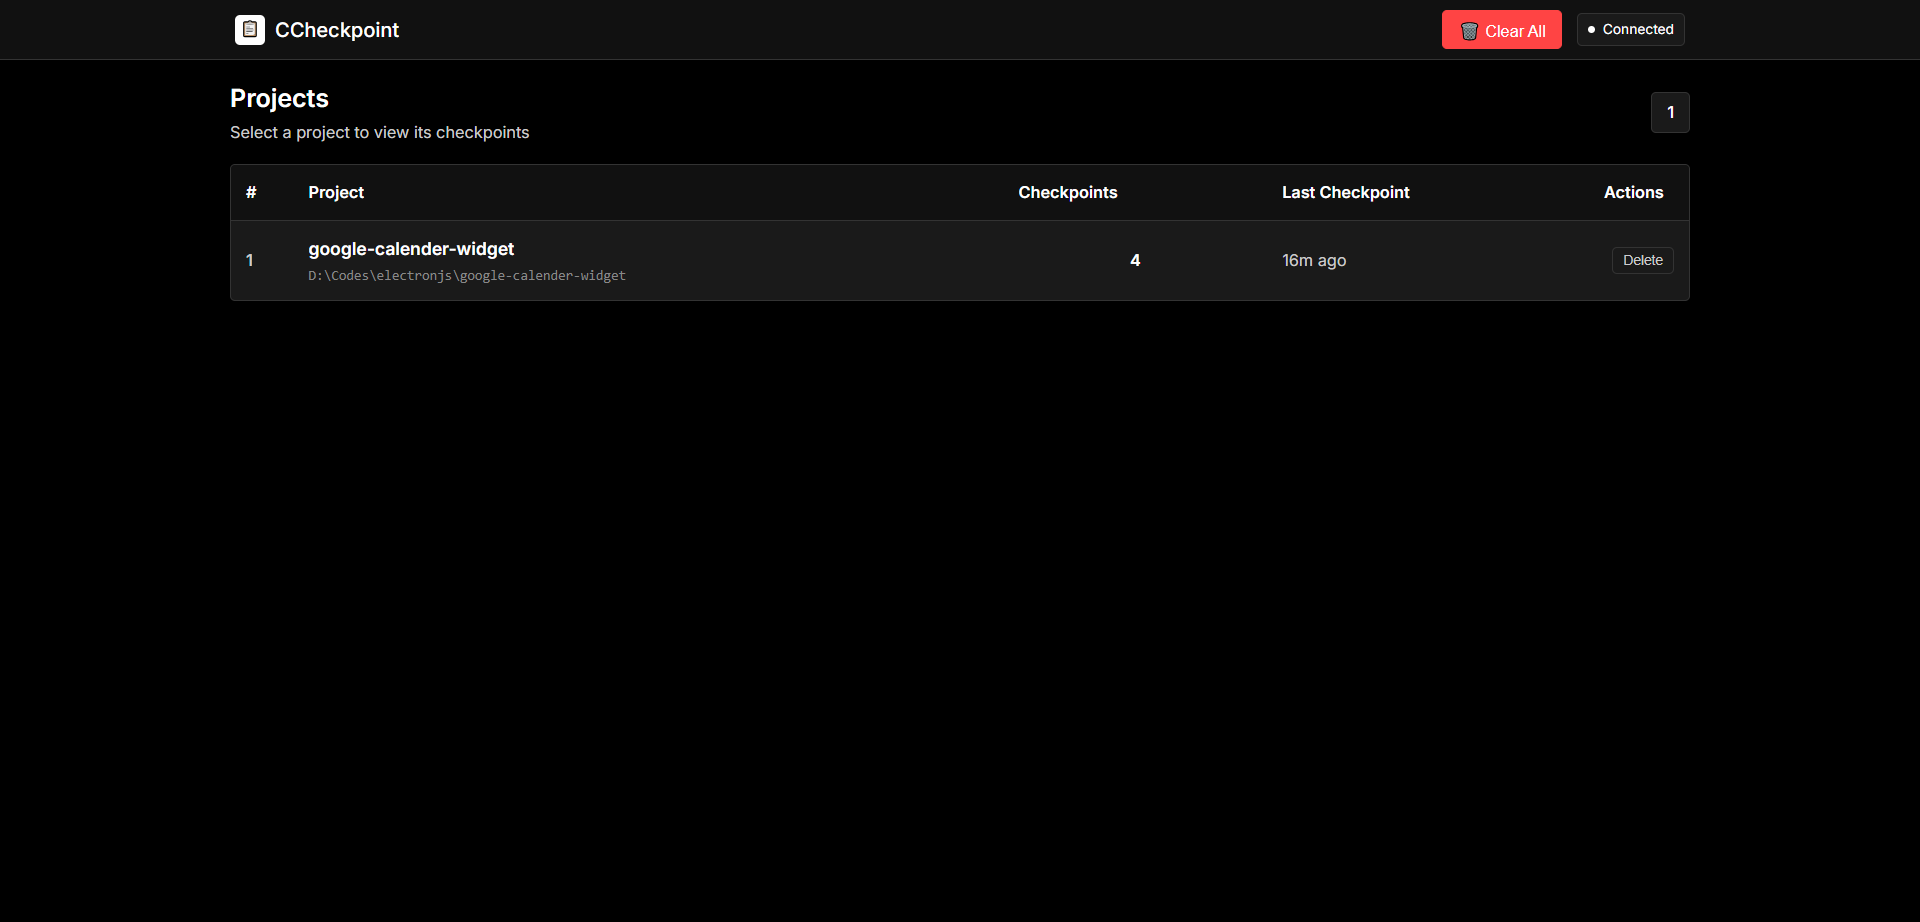 CCheckpoint
Clear All
Connected
Projects
Select a project to view its checkpoints
1
# Project Checkpoints Last Checkpoint Actions
1 google-calender-widget 4 16m ago Delete
D:\Codes\electronjs\google-calender-widget